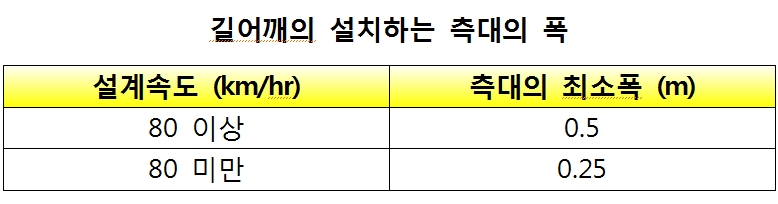 길어깨의 설치하는 측대의 폭
설계속도 (km/hr) 측대의 최소폭 (m)
80 이상 0.5
80 미만 0.25